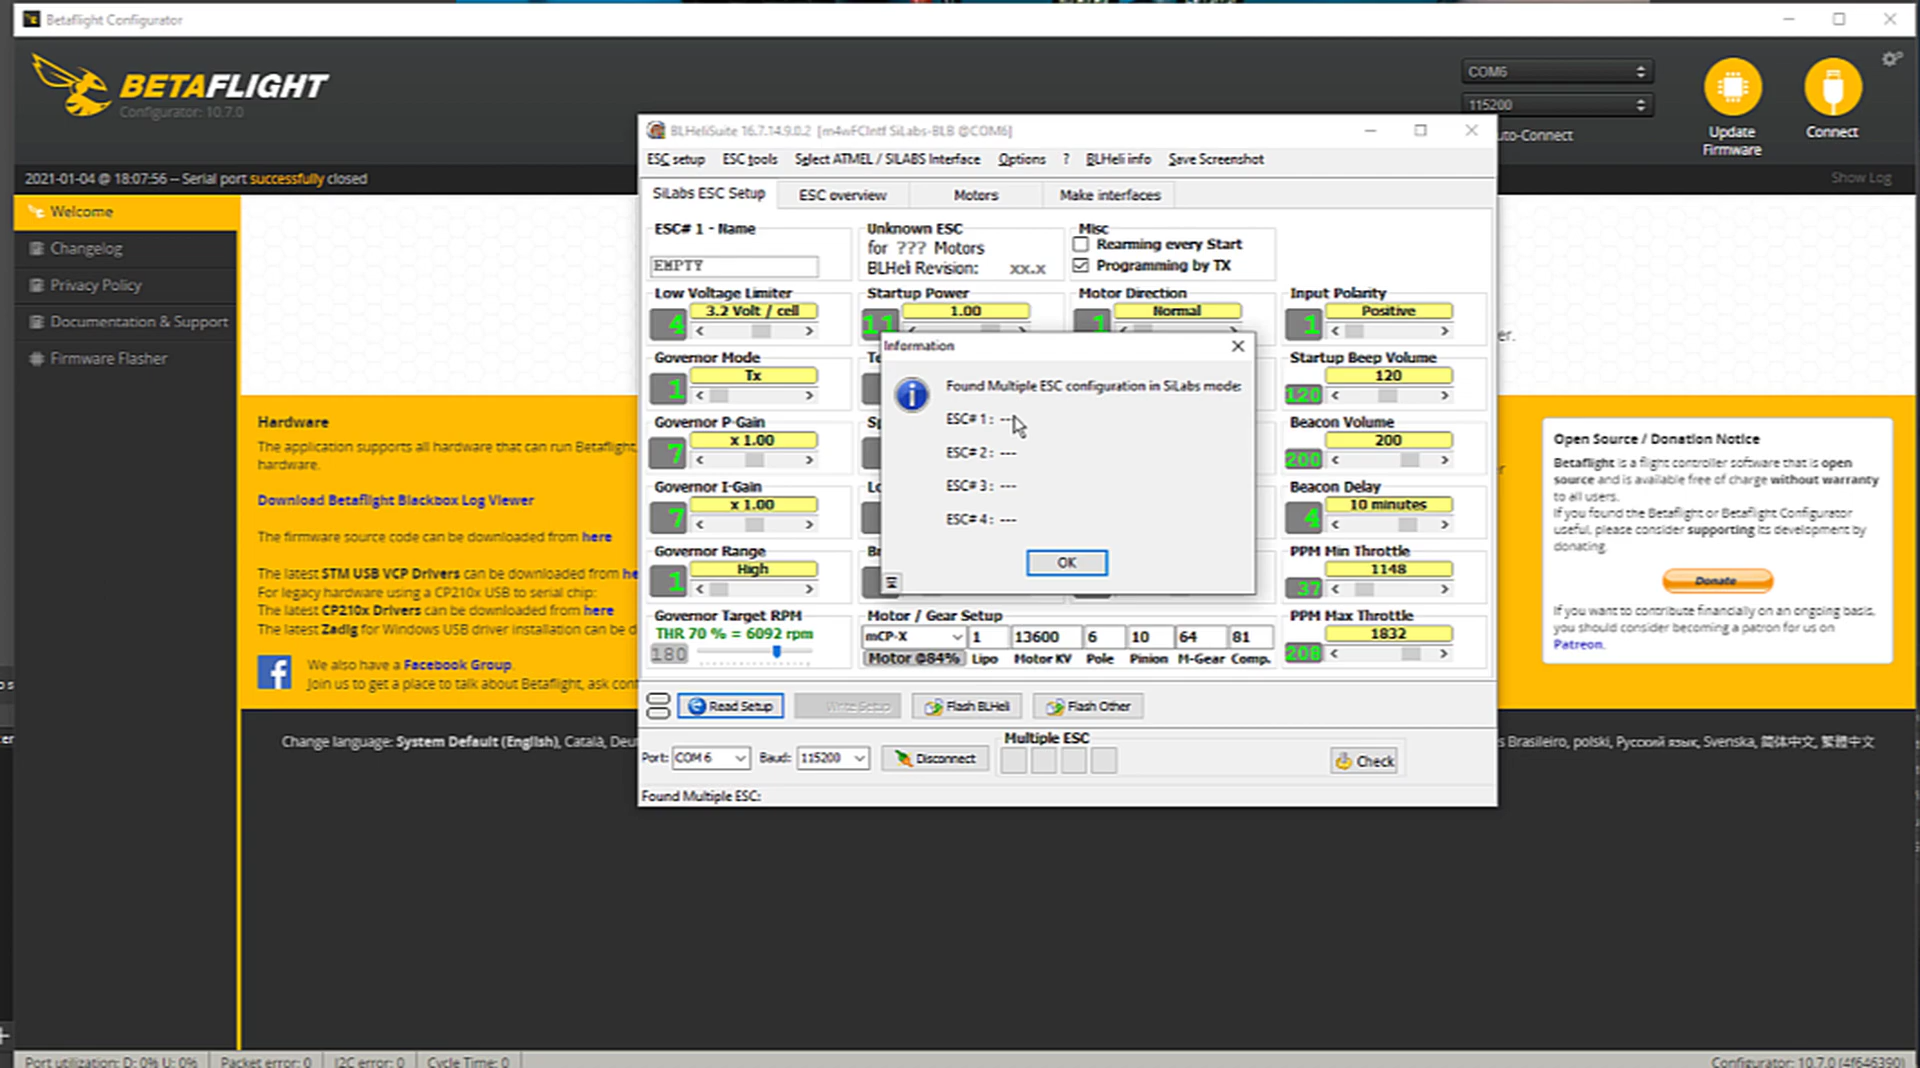 Betaflight Configurator
BETAFLIGHT
Configurator: 10.7.0
COM6
115200
uto-Connect
Update
Firmware
Connect
2021-01-04 @ 18:07:56 -- Serial port successfully closed
Show Log
Welcome
Changelog
Privacy Policy
Documentation & Support
Firmware Flasher
Hardware
The application supports all hardware that can run Betaflight,
hardware.
Download Betaflight Blackbox Log Viewer
The firmware source code can be downloaded from here
The latest STM USB VCP Drivers can be downloaded from he
For legacy hardware using a CP210x USB to serial chip:
The latest CP210x Drivers can be downloaded from here
The latest Zadig for Windows USB driver installation can be d
We also have a Facebook Group.
Join us to get a place to talk about Betaflight, ask con
er.
Open Source / Donation Notice
Betaflight is a flight controller software that is open
source and is available free of charge without warranty
to all users.
If you found the Betaflight or Betaflight Configurator
useful, please consider supporting its development by
donating.
Donate
If you want to contribute financially on an ongoing basis,
you should consider becoming a patron for us on
Patreon.
Change language: System Default (English), Català, Deu
s Brasileiro, polski, Русский язык, Svenska, 简体中文, 繁體中文
BLHeliSuite 16.7.14.9.0.2 [m4wFCIntf SiLabs-BLB @COM6]
ESC setup ESC tools Select ATMEL / SILABS Interface Options ? BLHeli info Save Screenshot
SiLabs ESC Setup ESC overview Motors Make interfaces
ESC# 1 - Name
EMPTY
Unknown ESC
for ??? Motors
BLHeli Revision: xx.x
Misc
Rearming every Start
Programming by TX
Low Voltage Limiter
4 3.2 Volt / cell
Startup Power
11 1.00
Motor Direction
1 Normal
Input Polarity
1 Positive
Governor Mode
1 Tx
Te
Startup Beep Volume
120 120
Governor P-Gain
7 x 1.00
Sp
Beacon Volume
200 200
Governor I-Gain
7 x 1.00
Lo
Beacon Delay
4 10 minutes
Governor Range
1 High
Br
PPM Min Throttle
37 1148
Governor Target RPM
THR 70 % = 6092 rpm
180
Motor / Gear Setup
mCP-X 1 13600 6 10 64 81
Motor @84% Lipo Motor KV Pole Pinion M-Gear Comp.
PPM Max Throttle
208 1832
Information
Found Multiple ESC configuration in SiLabs mode:
ESC# 1 : ---
ESC# 2 : ---
ESC# 3 : ---
ESC# 4 : ---
OK
Read Setup Write Setup Flash BLHeli Flash Other
Port: COM 6 Baud: 115200 Disconnect
Multiple ESC
Check
Found Multiple ESC:
Port utilization: D: 0% U: 0% Packet error: 0 I2C error: 0 Cycle Time: 0
Configurator: 10.7.0 (4f646390)